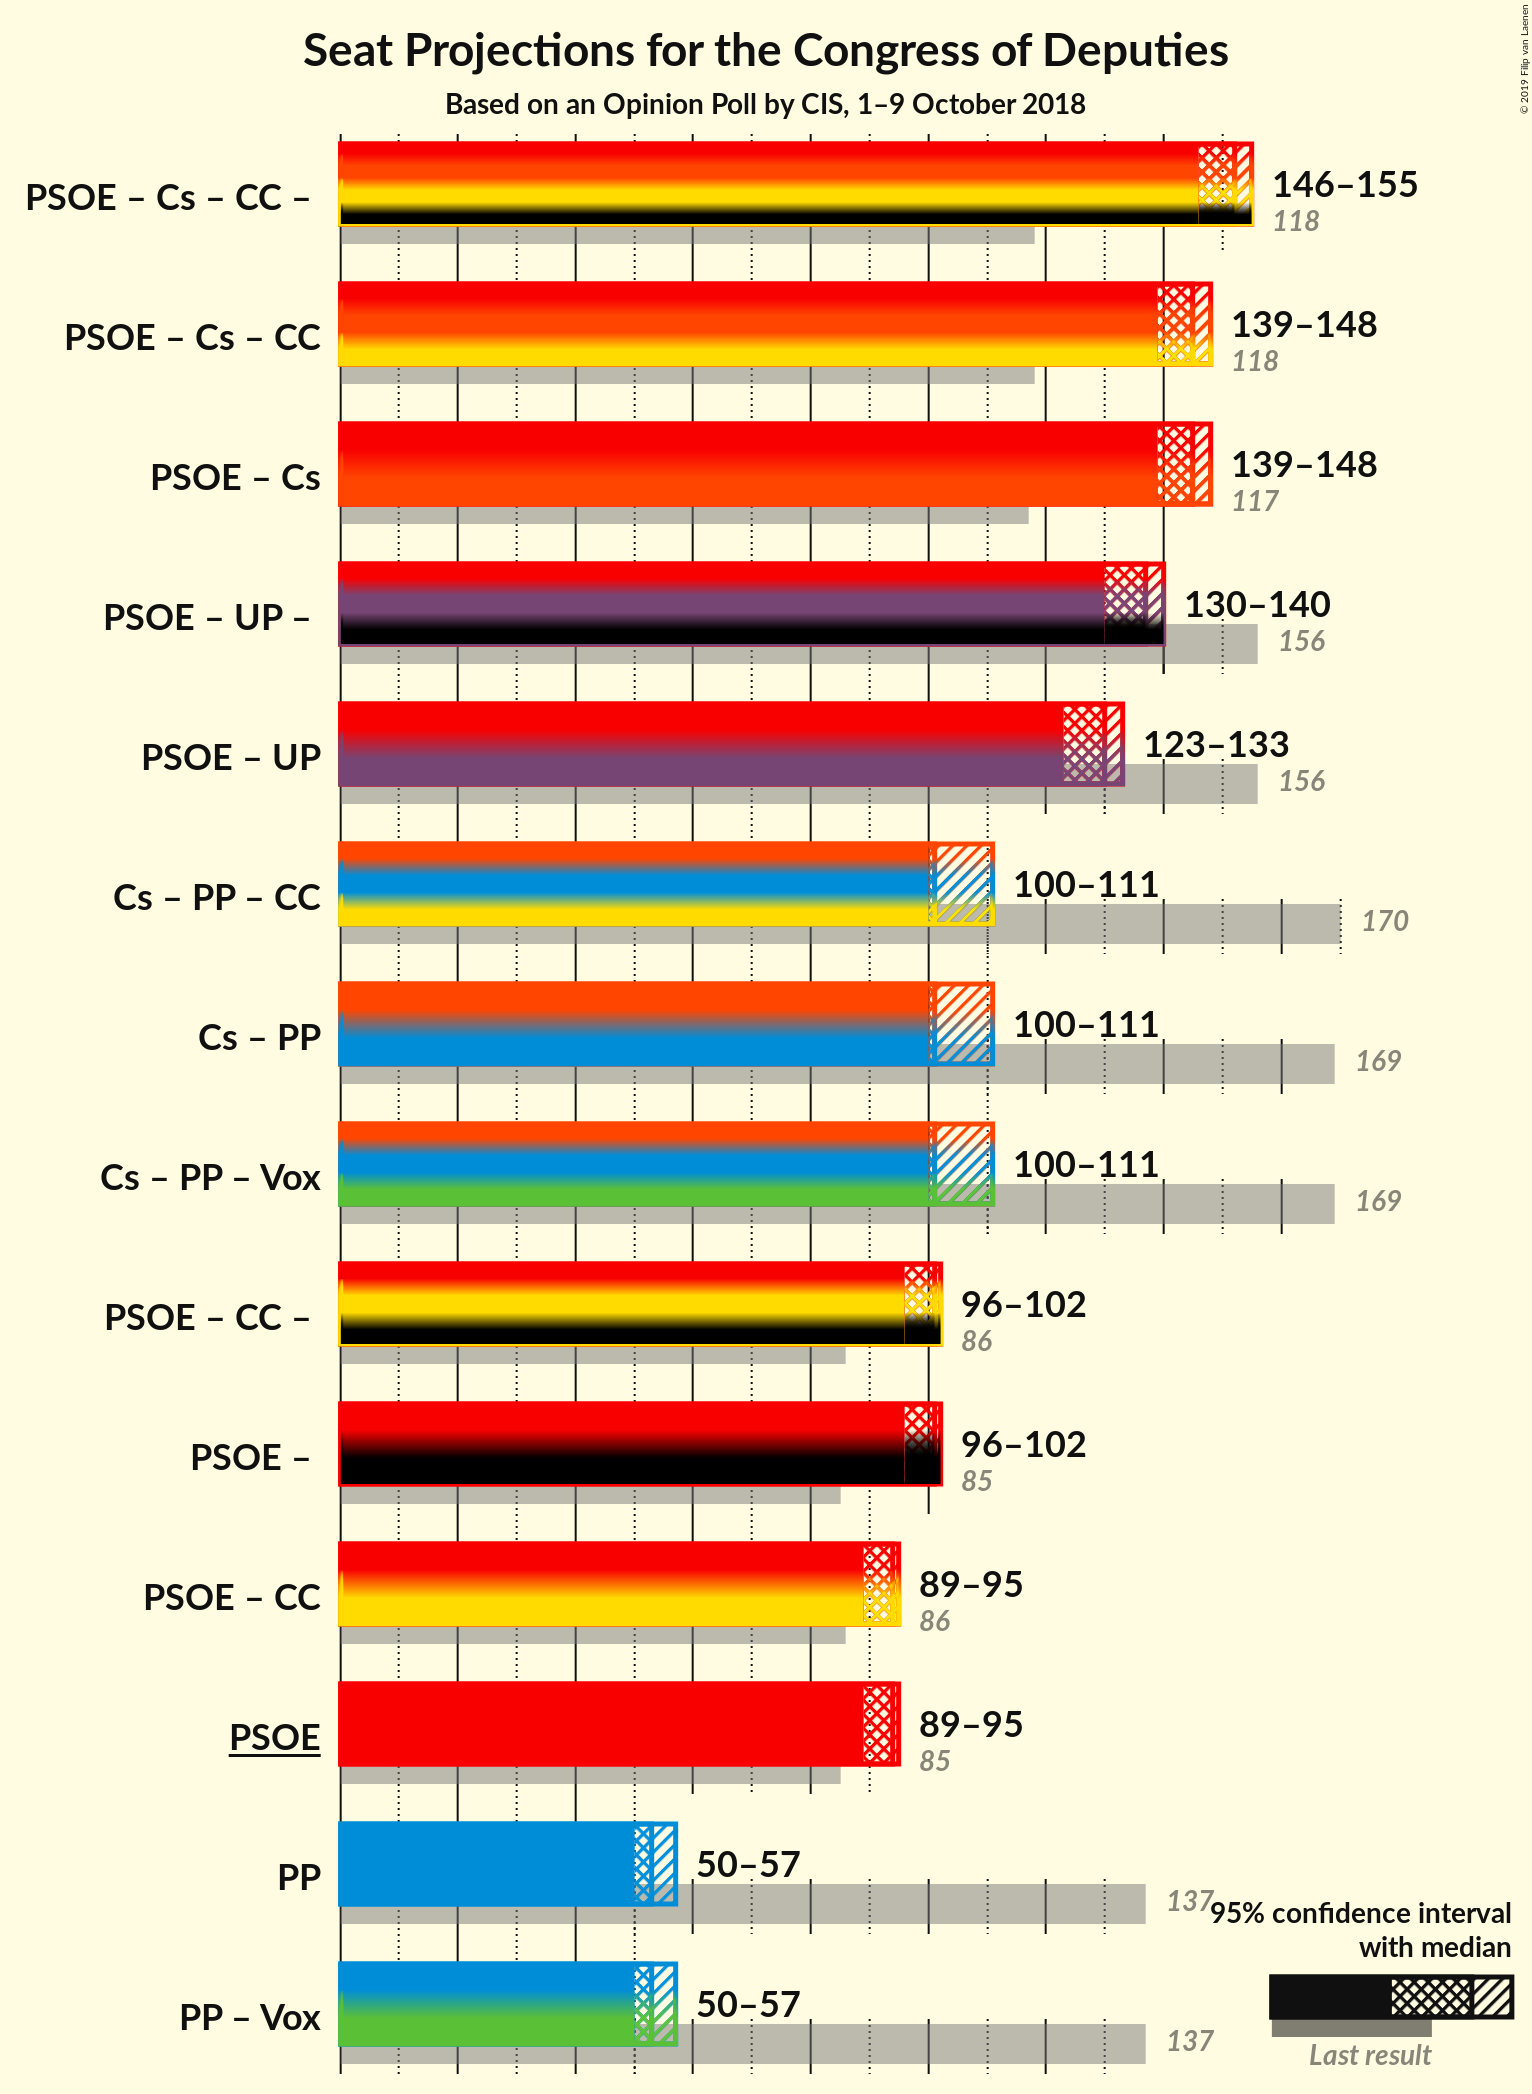 © 2019 Filip van Laenen
Seat Projections for the Congress of Deputies
Based on an Opinion Poll by CIS, 1–9 October 2018
PSOE – Cs – CC –
146–155
118
PSOE – Cs – CC
139–148
118
PSOE – Cs
139–148
117
PSOE – UP –
130–140
156
PSOE – UP
123–133
156
Cs – PP – CC
100–111
170
Cs – PP
100–111
169
Cs – PP – Vox
100–111
169
PSOE – CC –
96–102
86
PSOE –
96–102
85
PSOE – CC
89–95
86
PSOE
89–95
85
PP
50–57
137
PP – Vox
50–57
137
95% confidence interval
with median
Last result